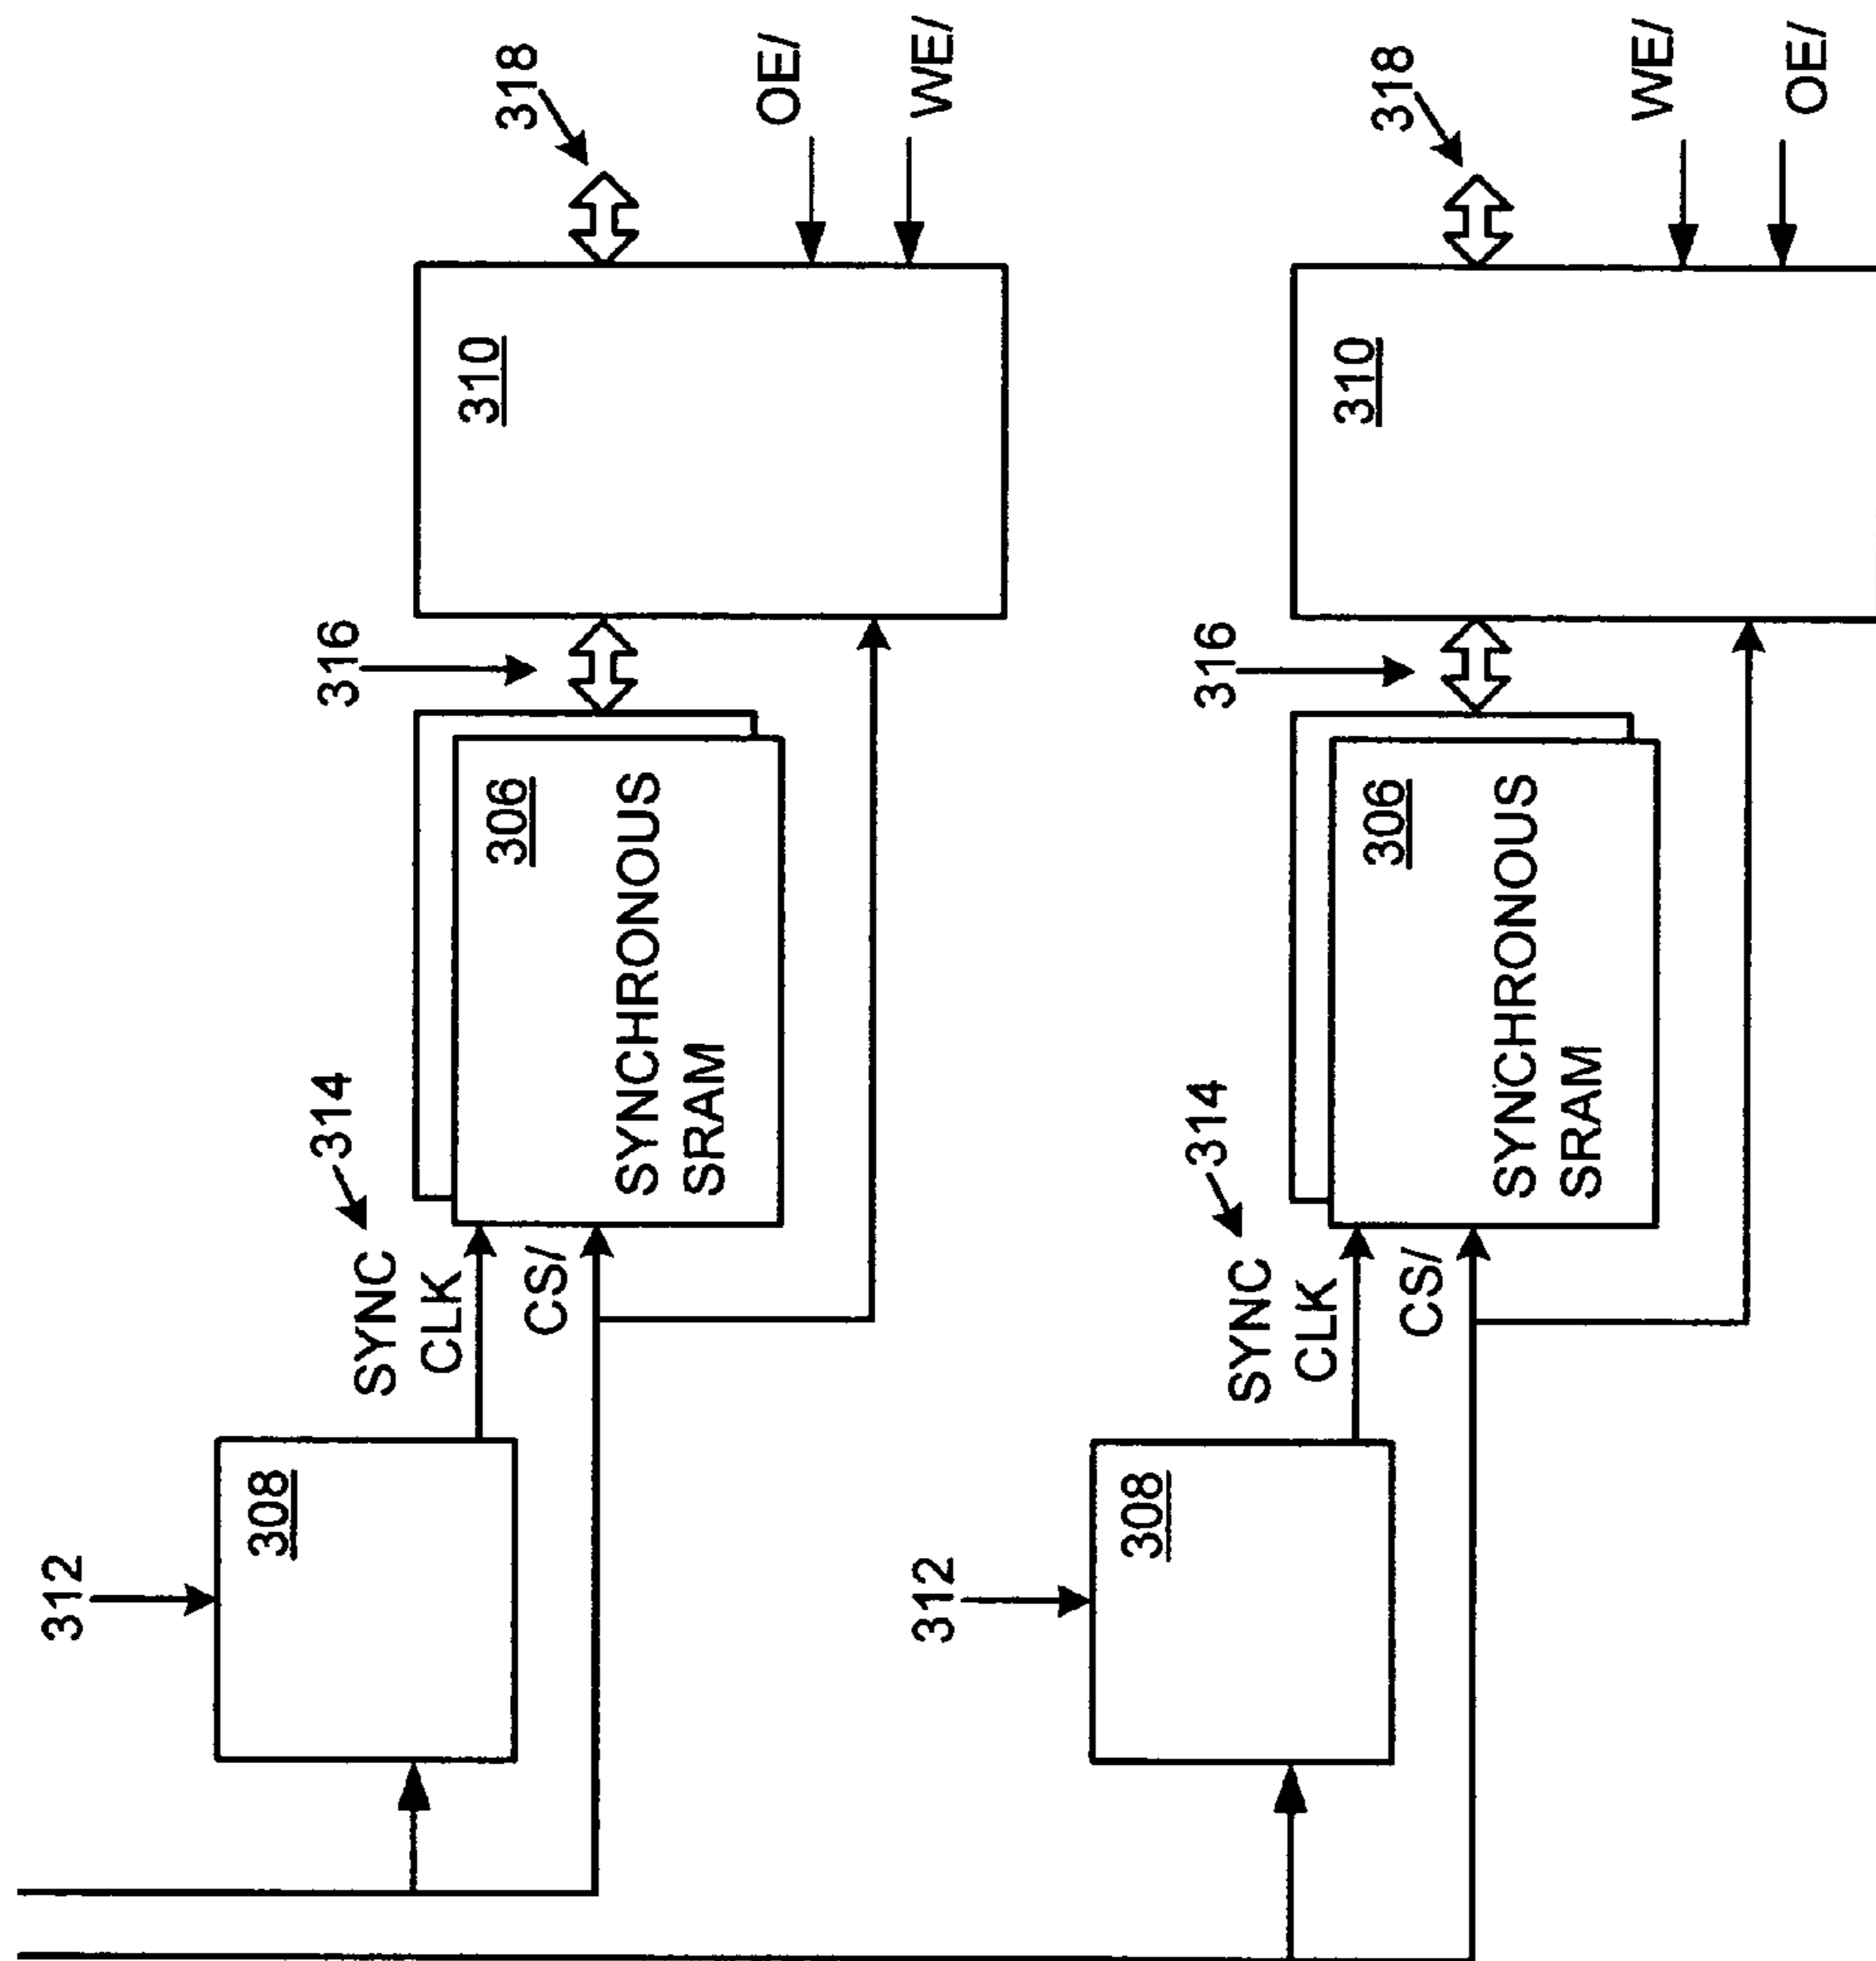 312
308
314
SYNC
CLK
CS/
306
SYNCHRONOUS
SRAM
316
310
318
OE/
WE/
312
308
314
SYNC
CLK
CS/
306
SYNCHRONOUS
SRAM
316
310
318
WE/
OE/